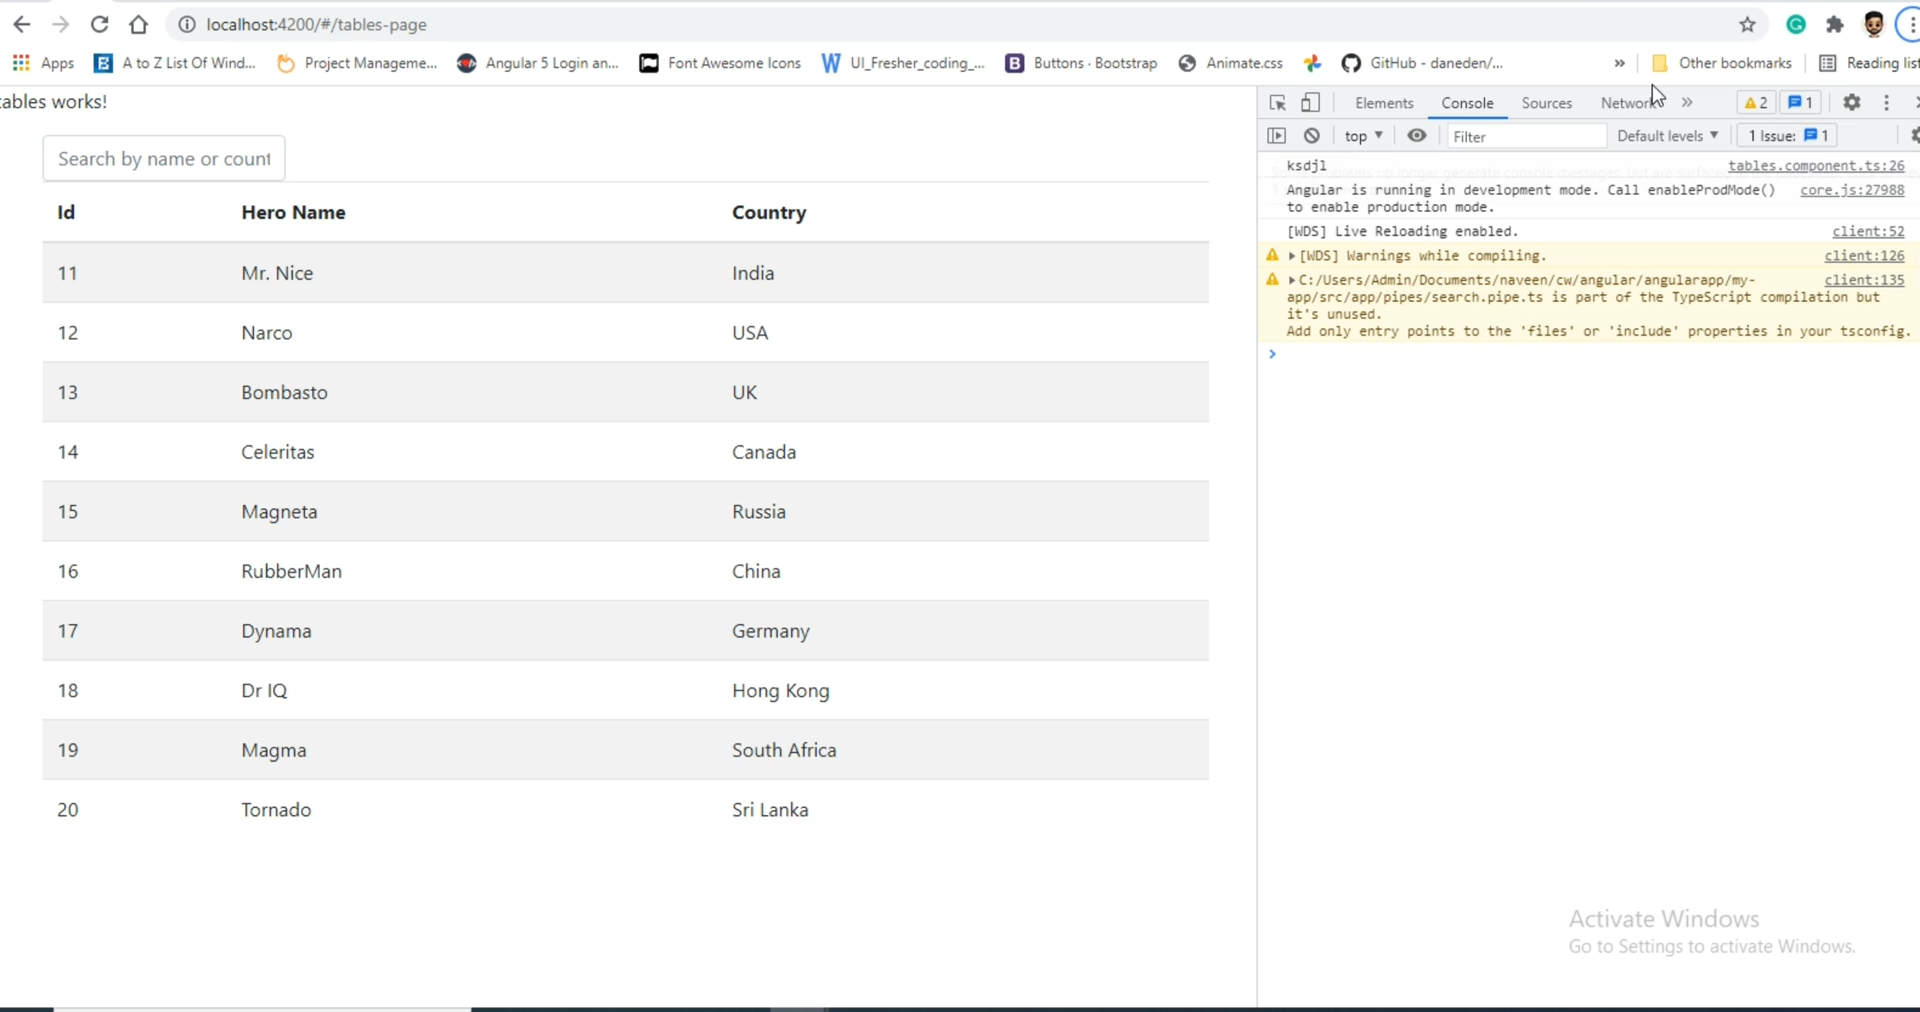 localhost:4200/#/tables-page
Apps A to Z List Of Wind... Project Manageme... Angular 5 Login an... Font Awesome Icons UI_Fresher_coding_... Buttons · Bootstrap Animate.css GitHub - daneden/... » Other bookmarks Reading list
tables works!
Search by name or count
Id Hero Name Country
11 Mr. Nice India
12 Narco USA
13 Bombasto UK
14 Celeritas Canada
15 Magneta Russia
16 RubberMan China
17 Dynama Germany
18 Dr IQ Hong Kong
19 Magma South Africa
20 Tornado Sri Lanka
Elements Console Sources Network » 2 1
top Filter Default levels 1 Issue: 1
ksdjl tables.component.ts:26
Angular is running in development mode. Call enableProdMode() core.js:27988
to enable production mode.
[WDS] Live Reloading enabled. client:52
[WDS] Warnings while compiling. client:126
C:/Users/Admin/Documents/naveen/cw/angular/angularapp/my- client:135
app/src/app/pipes/search.pipe.ts is part of the TypeScript compilation but
it's unused.
Add only entry points to the 'files' or 'include' properties in your tsconfig.
Activate Windows
Go to Settings to activate Windows.